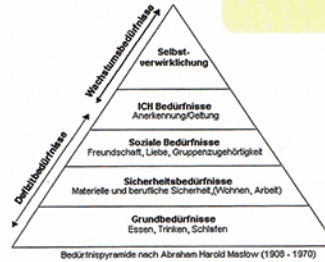 Wachstumsbedürfnisse
Defizitbedürfnisse
Selbst-
verwirklichung
ICH Bedürfnisse
Anerkennung/Geltung
Soziale Bedürfnisse
Freundschaft, Liebe, Gruppenzugehörtigkeit
Sicherheitsbedürfnisse
Materielle und berufliche Sicherheit,(Wohnen, Arbeit)
Grundbedürfnisse
Essen, Trinken, Schlafen
Bedürfnispyramide nach Abraham Harold Maslow (1908 - 1970)